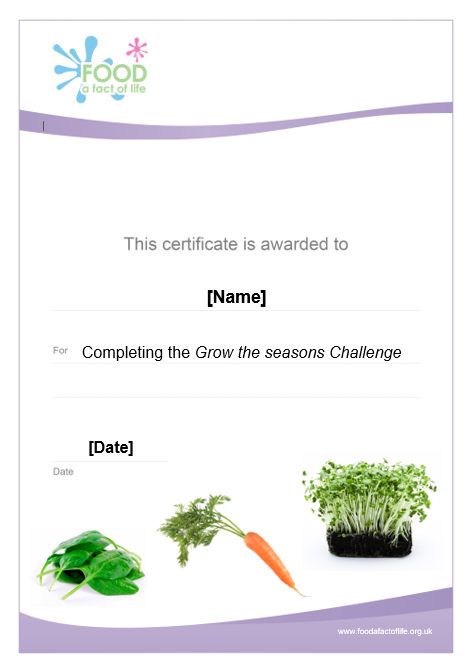 FOOD
a fact of life
This certificate is awarded to
[Name]
For Completing the Grow the seasons Challenge
[Date]
Date
www.foodafactoflife.org.uk